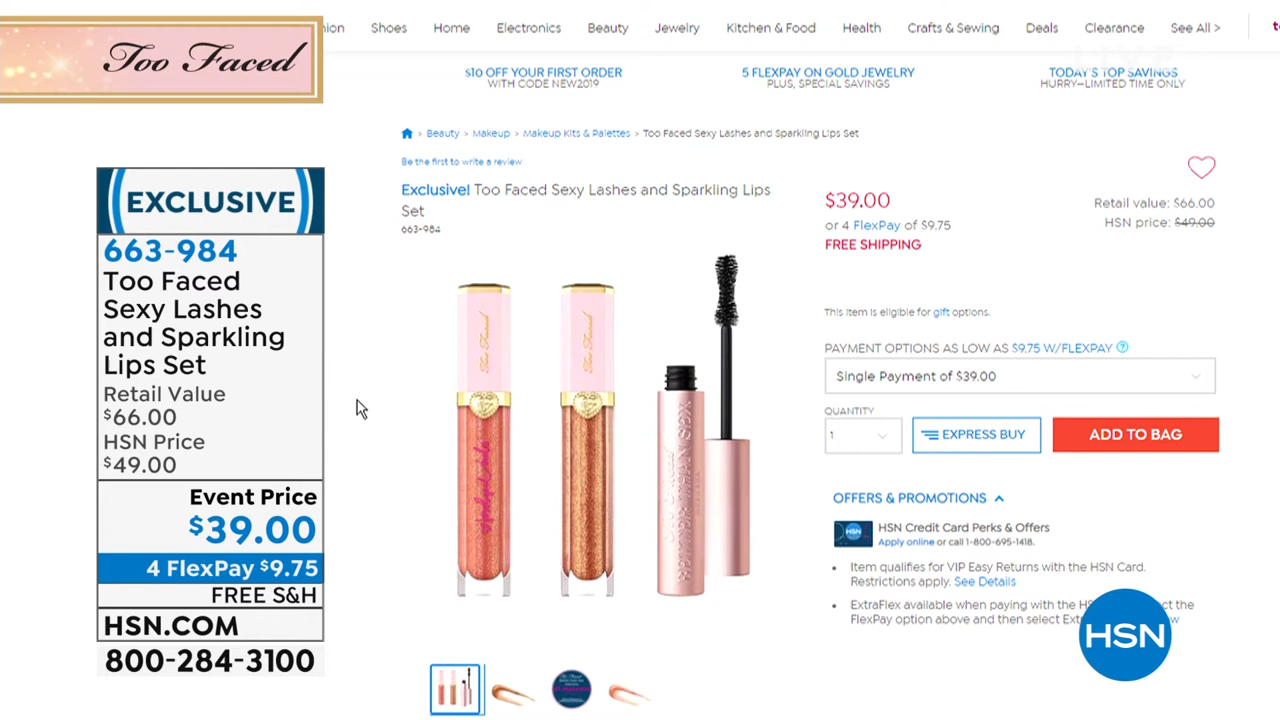 Too Faced
Shoes
Home
Electronics
Beauty
Jewelry
Kitchen & Food
Health
Crafts & Sewing
Deals
Clearance
See All >
$10 OFF YOUR FIRST ORDER
WITH CODE NEW2019
5 FLEXPAY ON GOLD JEWELRY
PLUS, SPECIAL SAVINGS
TODAY'S TOP SAVINGS
HURRY—LIMITED TIME ONLY
Beauty > Makeup > Makeup Kits & Palettes > Too Faced Sexy Lashes and Sparkling Lips Set
Be the first to write a review
Exclusive! Too Faced Sexy Lashes and Sparkling Lips
Set
663-984
$39.00
or 4 FlexPay of $9.75
FREE SHIPPING
Retail value: $66.00
HSN price: $49.00
This item is eligible for gift options.
PAYMENT OPTIONS AS LOW AS $9.75 W/FLEXPAY
Single Payment of $39.00
QUANTITY
1
EXPRESS BUY
ADD TO BAG
OFFERS & PROMOTIONS
HSN
HSN Credit Card Perks & Offers
Apply online or call 1-800-695-1418.
• Item qualifies for VIP Easy Returns with the HSN Card.
Restrictions apply. See Details
• ExtraFlex available when paying with the
FlexPay option above and then select
HSN
EXCLUSIVE
663-984
Too Faced
Sexy Lashes
and Sparkling
Lips Set
Retail Value
$66.00
HSN Price
$49.00
Event Price
$39.00
4 FlexPay $9.75
FREE S&H
HSN.COM
800-284-3100
Too Faced
Too Faced